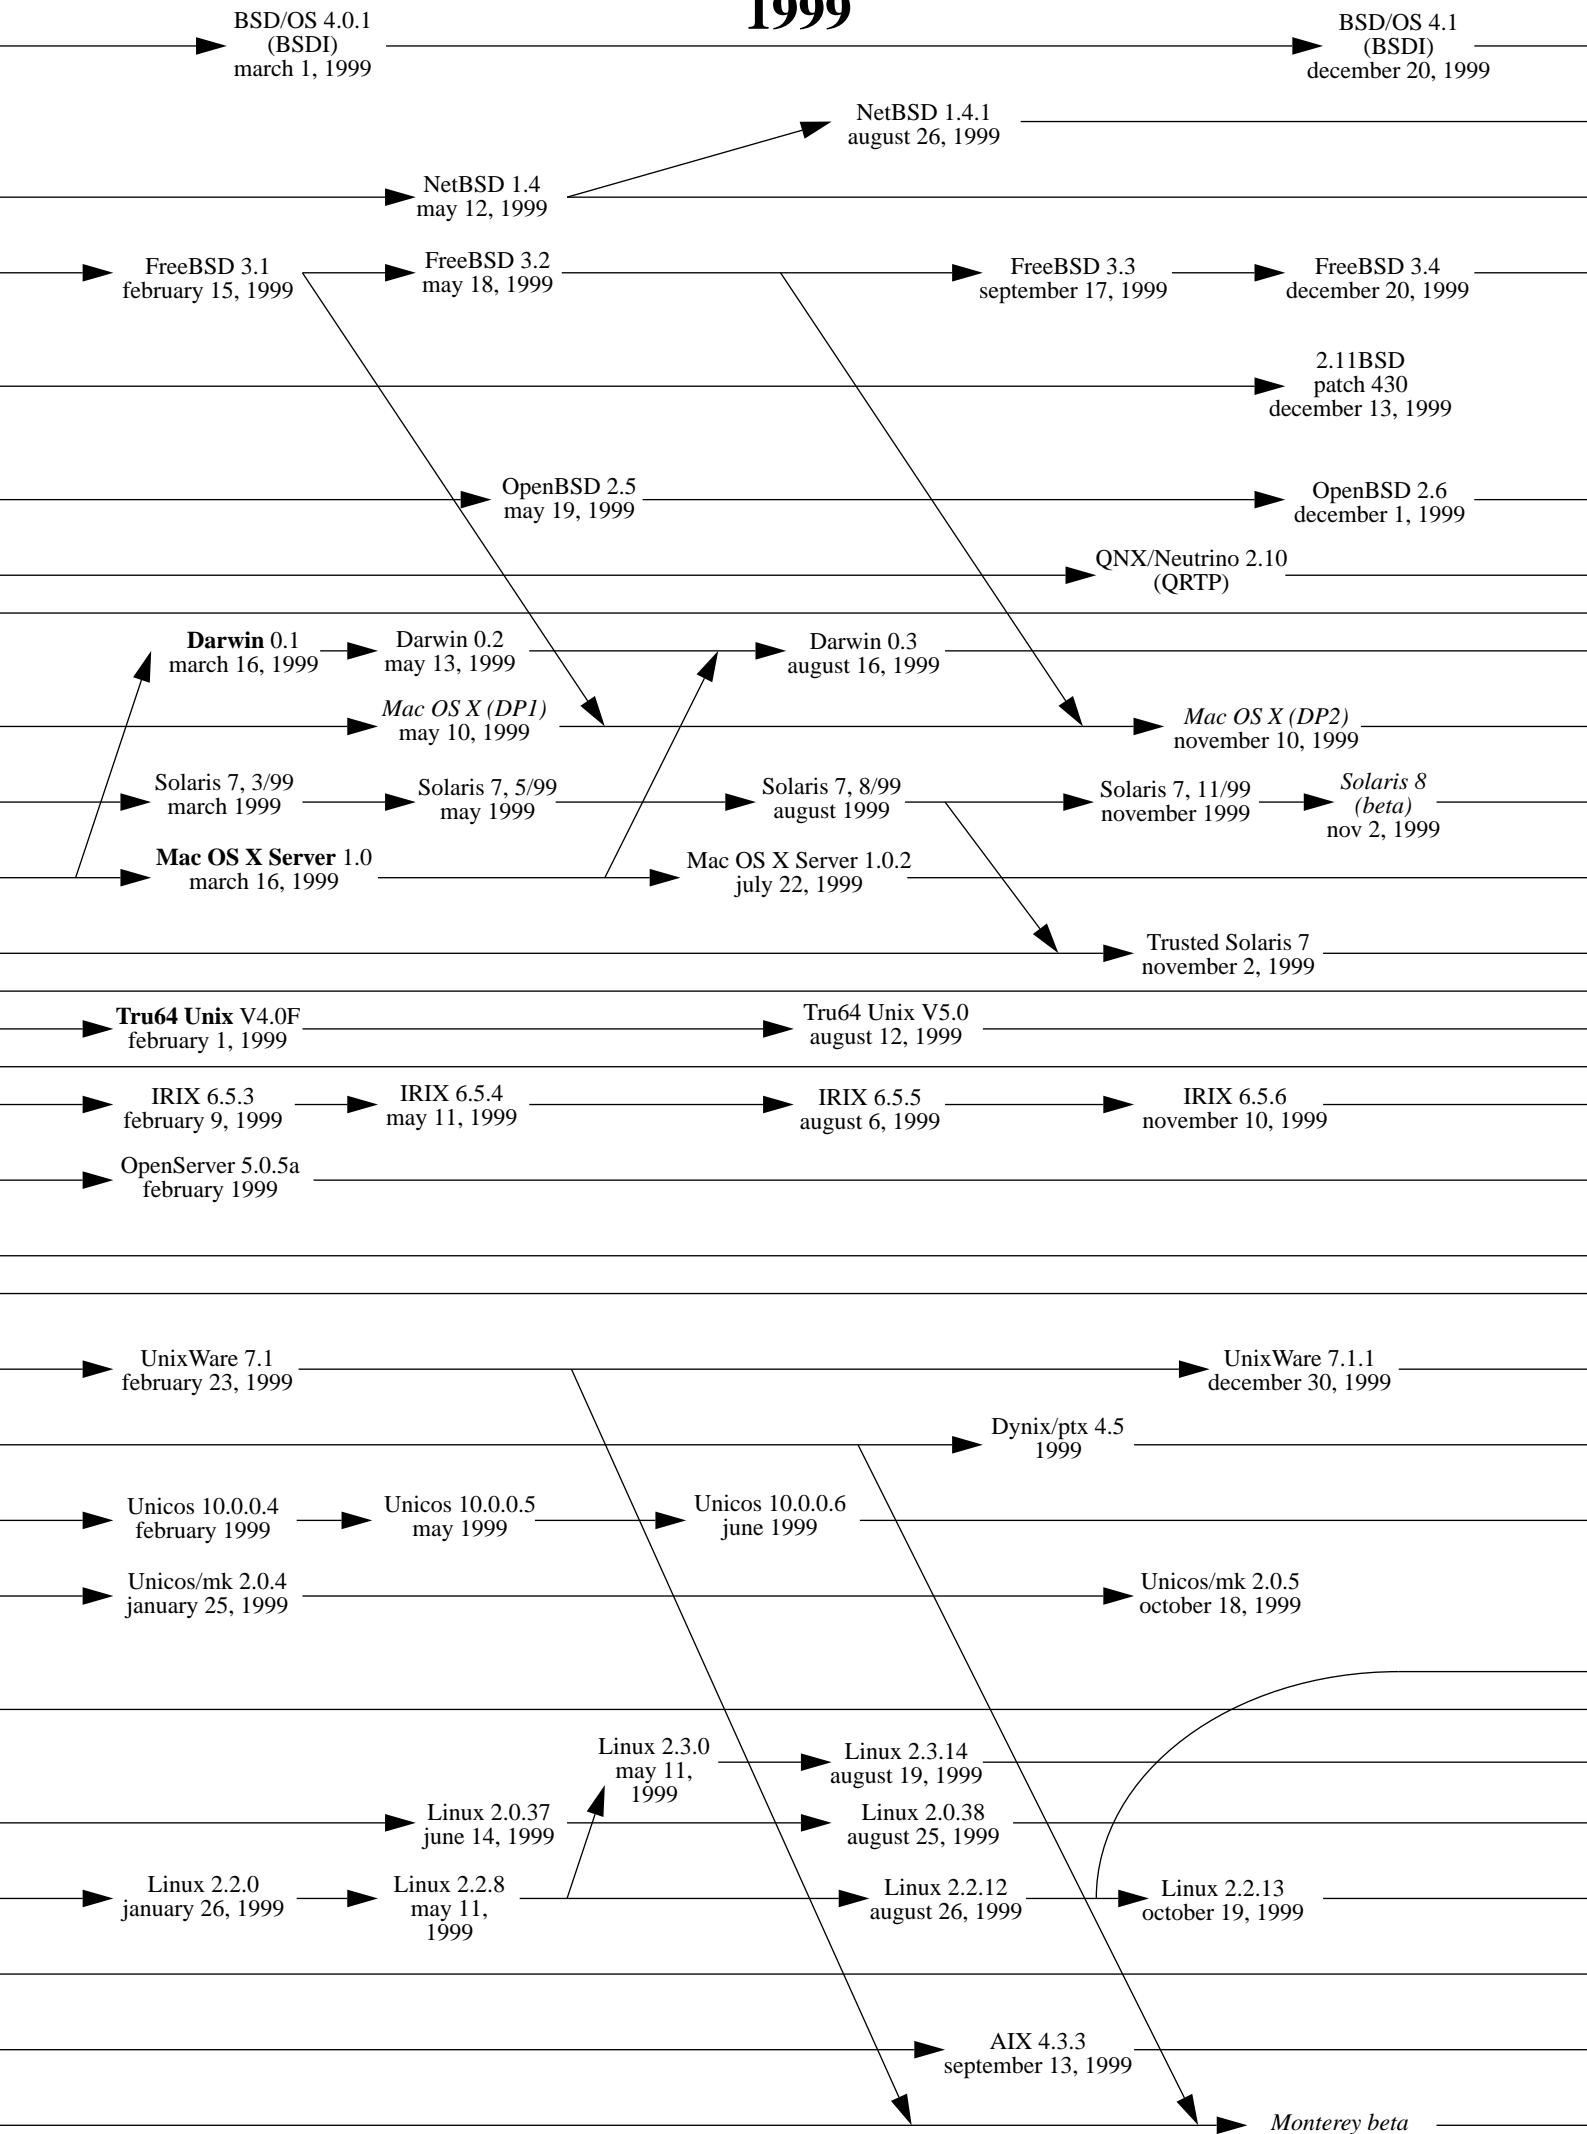 1999
BSD/OS 4.0.1
(BSDI)
march 1, 1999
BSD/OS 4.1
(BSDI)
december 20, 1999
NetBSD 1.4.1
august 26, 1999
NetBSD 1.4
may 12, 1999
FreeBSD 3.1
february 15, 1999
FreeBSD 3.2
may 18, 1999
FreeBSD 3.3
september 17, 1999
FreeBSD 3.4
december 20, 1999
2.11BSD
patch 430
december 13, 1999
OpenBSD 2.5
may 19, 1999
OpenBSD 2.6
december 1, 1999
QNX/Neutrino 2.10
(QRTP)
Darwin 0.1
march 16, 1999
Darwin 0.2
may 13, 1999
Darwin 0.3
august 16, 1999
Mac OS X (DP1)
may 10, 1999
Mac OS X (DP2)
november 10, 1999
Solaris 7, 3/99
march 1999
Solaris 7, 5/99
may 1999
Solaris 7, 8/99
august 1999
Solaris 7, 11/99
november 1999
Solaris 8
(beta)
nov 2, 1999
Mac OS X Server 1.0
march 16, 1999
Mac OS X Server 1.0.2
july 22, 1999
Trusted Solaris 7
november 2, 1999
Tru64 Unix V4.0F
february 1, 1999
Tru64 Unix V5.0
august 12, 1999
IRIX 6.5.3
february 9, 1999
IRIX 6.5.4
may 11, 1999
IRIX 6.5.5
august 6, 1999
IRIX 6.5.6
november 10, 1999
OpenServer 5.0.5a
february 1999
UnixWare 7.1
february 23, 1999
UnixWare 7.1.1
december 30, 1999
Dynix/ptx 4.5
1999
Unicos 10.0.0.4
february 1999
Unicos 10.0.0.5
may 1999
Unicos 10.0.0.6
june 1999
Unicos/mk 2.0.4
january 25, 1999
Unicos/mk 2.0.5
october 18, 1999
Linux 2.3.0
may 11,
1999
Linux 2.3.14
august 19, 1999
Linux 2.0.37
june 14, 1999
Linux 2.0.38
august 25, 1999
Linux 2.2.0
january 26, 1999
Linux 2.2.8
may 11,
1999
Linux 2.2.12
august 26, 1999
Linux 2.2.13
october 19, 1999
AIX 4.3.3
september 13, 1999
Monterey beta